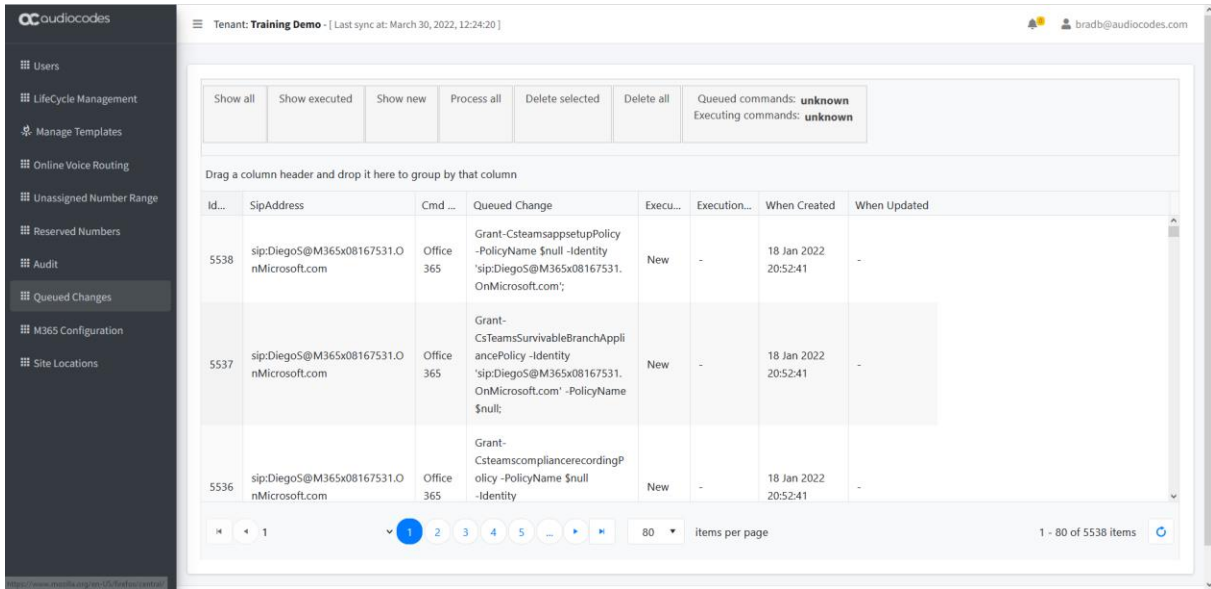 audiocodes
Tenant: Training Demo - [ Last sync at: March 30, 2022, 12:24:20 ]
bradb@audiocodes.com
Users
LifeCycle Management
Manage Templates
Online Voice Routing
Unassigned Number Range
Reserved Numbers
Audit
Queued Changes
M365 Configuration
Site Locations
Show all
Show executed
Show new
Process all
Delete selected
Delete all
Queued commands: unknown
Executing commands: unknown
Drag a column header and drop it here to group by that column
Id... SipAddress Cmd ... Queued Change Execu... Execution... When Created When Updated
5538
sip:DiegoS@M365x08167531.O
nMicrosoft.com
Office
365
Grant-CsteamsappsetupPolicy
-PolicyName $null -Identity
'sip:DiegoS@M365x08167531.
OnMicrosoft.com';
New
-
18 Jan 2022
20:52:41
-
5537
sip:DiegoS@M365x08167531.O
nMicrosoft.com
Office
365
Grant-
CsTeamsSurvivableBranchAppli
ancePolicy -Identity
'sip:DiegoS@M365x08167531.
OnMicrosoft.com' -PolicyName
$null;
New
-
18 Jan 2022
20:52:41
-
5536
sip:DiegoS@M365x08167531.O
nMicrosoft.com
Office
365
Grant-
CsteamscompliancerecordingP
olicy -PolicyName $null
-Identity
New
-
18 Jan 2022
20:52:41
-
1 1 2 3 4 5 ... 80 items per page 1 - 80 of 5538 items
https://www.mozilla.org/en-US/firefox/central/